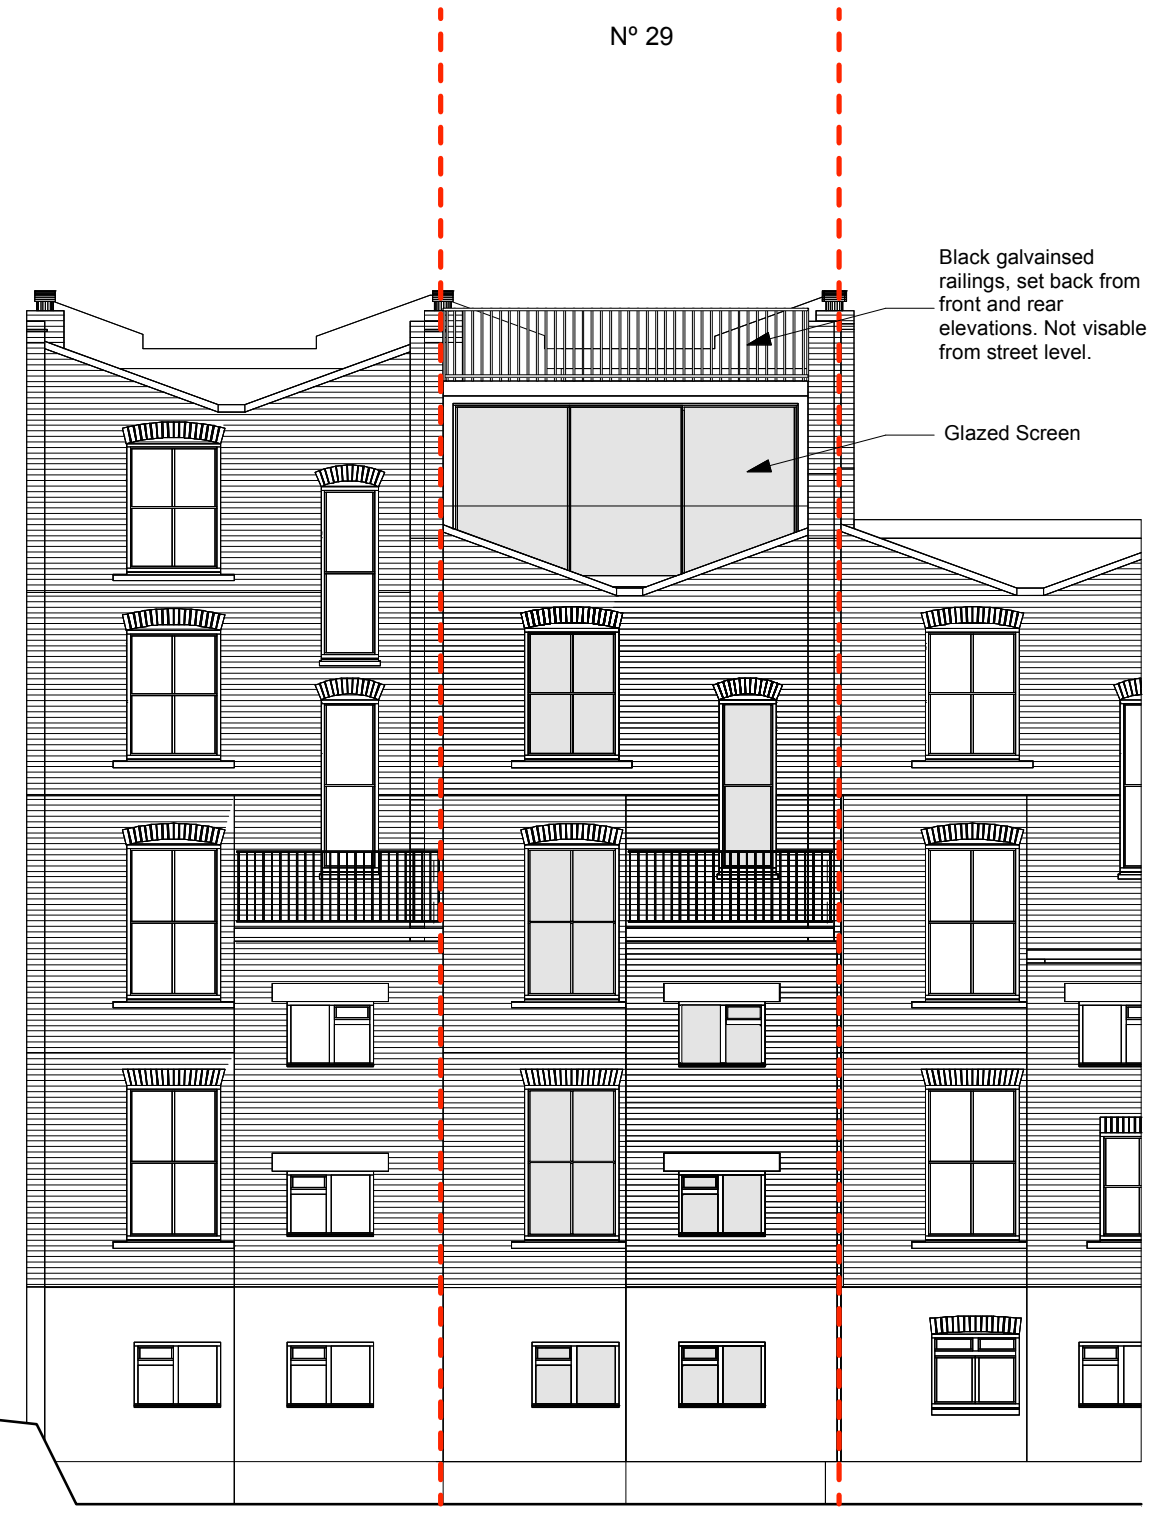 Nº 29
Black galvainsed
railings, set back from
front and rear
elevations. Not visable
from street level.
Glazed Screen